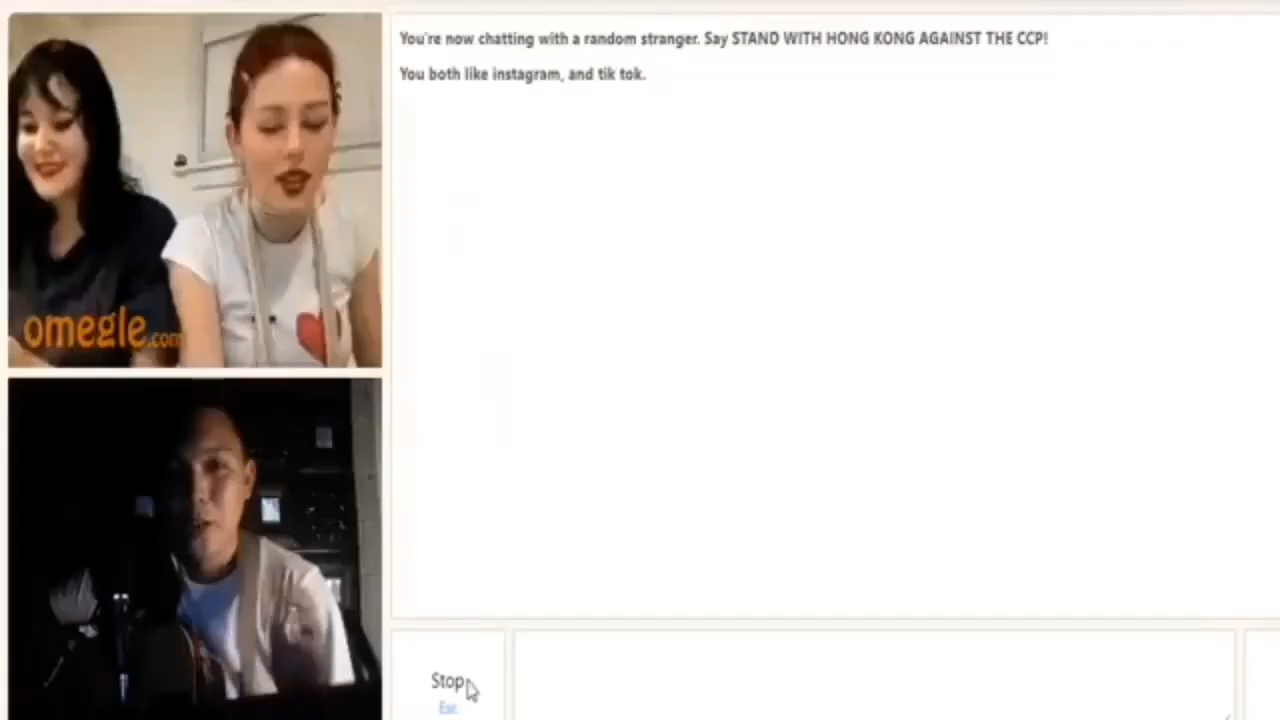 You're now chatting with a random stranger. Say STAND WITH HONG KONG AGAINST THE CCP!
You both like instagram, and tik tok.
omegle.com
Stop
Esc